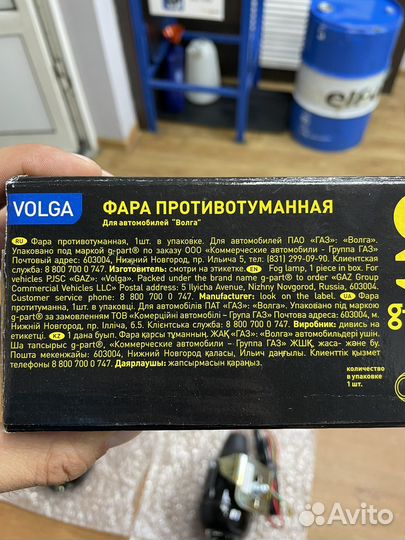 elf
VOLGA
ФАРА ПРОТИВОТУМАННАЯ
Для автомобилей "Волга"
RU Фара противотуманная, 1шт. в упаковке. Для автомобилей ПАО «ГАЗ»: «Волга».
Упаковано под маркой g-part® по заказу ООО «Коммерческие автомобили - Группа ГАЗ»
Почтовый адрес: 603004, Нижний Новгород, пр. Ильича 5, тел. (831) 299-09-90. Клиентская
служба: 8 800 700 0 747. Изготовитель: смотри на этикетке EN Fog lamp, 1 piece in box. For
vehicles PJSC «GAZ»: «Volga». Packed under the brand name g-part® to order «GAZ Group
Commercial Vehicles LLC» Postal address: 5 Ilyicha Avenue, Nizhny Novgorod, Russia, 603004.
Customer service phone: 8 800 700 0 747. Manufacturer: look on the label. UA Фара
протитуманна, 1шт. в упаковці. Для автомобілів ПАТ «ГАЗ»: «Волга». Упаковано під маркою
g-part® за замовленням ТОВ «Комерційні автомобілі - Група ГАЗ» Почтова адреса: 603004, м.
Нижній Новгород, пр. Ілліча, 6.5. Клієнтська служба: 8 800 700 0 747. Виробник: дивись на
етикетці. KZ 1 дана буып. Фара қарсы тұманный. ЖАҚ «ГАЗ»: «Волга» автомобильдері үшін.
Ша тапсырыс g-part®, «Коммерческие автомобили - Группа ГАЗ» ЖШҚ, жаса- және бу.
Пошта мекенжайы: 603004, Нижний Новгород қаласы, Ильич даңғылы. Клиенттік қызмет
телефоны 8 800 700 0 747. Даярлаушы: жапсырмасын қараңыз.
количество
в упаковке
1 шт.
g-
Avito